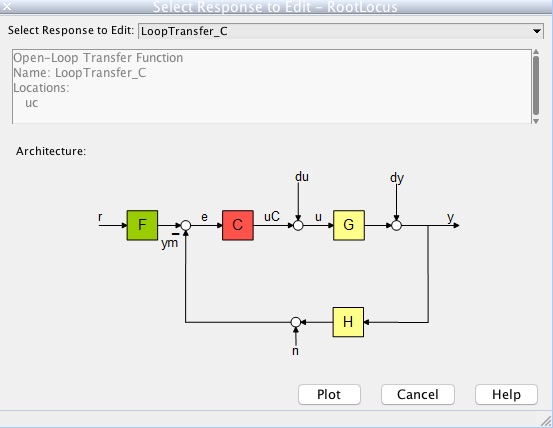 Select Response to Edit – RootLocus
Select Response to Edit: LoopTransfer_C
Open-Loop Transfer Function
Name: LoopTransfer_C
Locations:
uc
Architecture:
du dy
r F e C uC u G y
ym
H
n
Plot Cancel Help